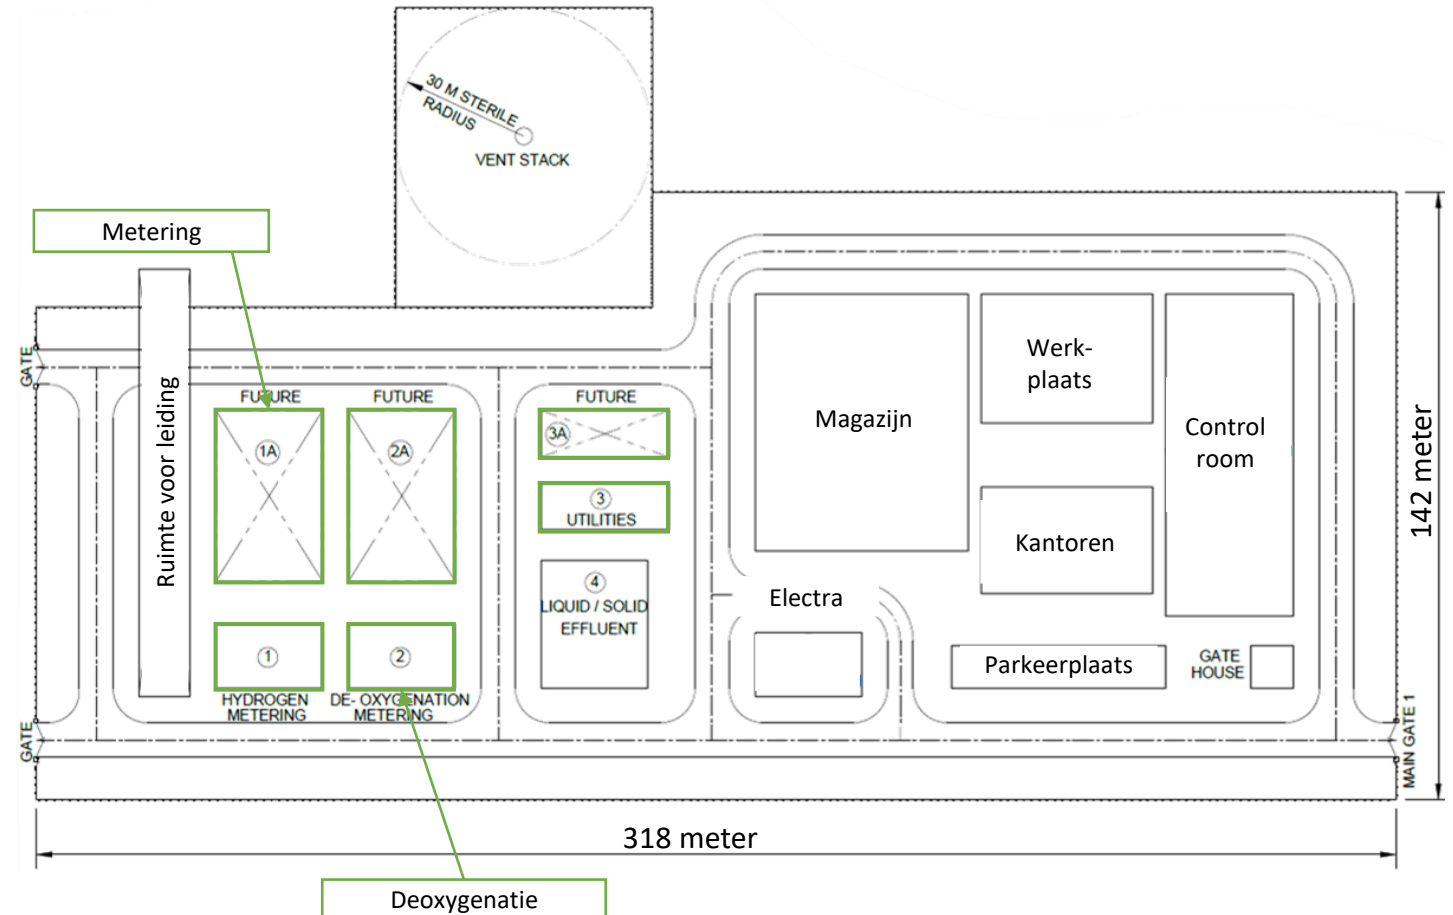 30 M STERILE
RADIUS
VENT STACK
Metering
GATE
Ruimte voor leiding
FUTURE
1A
FUTURE
2A
FUTURE
3A
3
UTILITIES
4
LIQUID / SOLID
EFFLUENT
1
HYDROGEN
METERING
2
DE- OXYGENATION
METERING
Magazijn
Werk-
plaats
Control
room
Kantoren
Electra
Parkeerplaats
GATE
HOUSE
GATE
MAIN GATE 1
142 meter
318 meter
Deoxygenatie